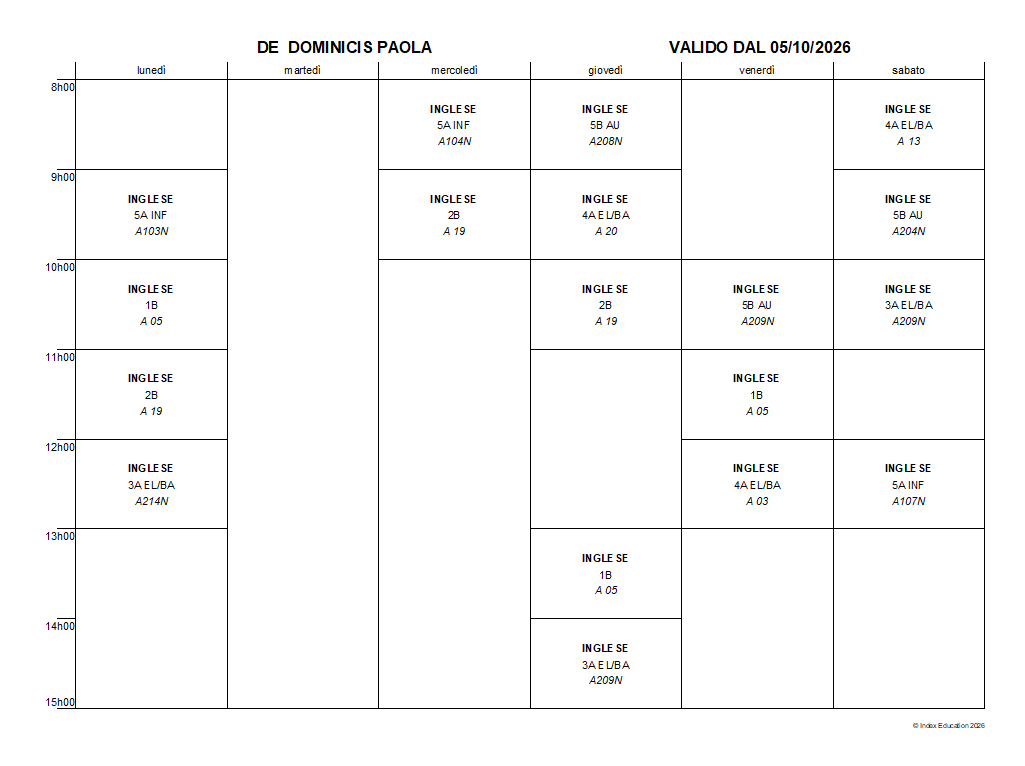 DE DOMINICIS PAOLA VALIDO DAL 05/10/2026
lunedì martedì mercoledì giovedì venerdì sabato
8h00
INGLESE INGLESE INGLESE
5A INF 5B AU 4A EL/BA
A104N A208N A 13
9h00
INGLESE INGLESE INGLESE INGLESE
5A INF 2B 4A EL/BA 5B AU
A103N A 19 A 20 A204N
10h00
INGLESE INGLESE INGLESE INGLESE
1B 2B 5B AU 3A EL/BA
A 05 A 19 A209N A209N
11h00
INGLESE INGLESE
2B 1B
A 19 A 05
12h00
INGLESE INGLESE INGLESE
3A EL/BA 4A EL/BA 5A INF
A214N A 03 A107N
13h00
INGLESE
1B
A 05
14h00
INGLESE
3A EL/BA
A209N
15h00
© Index Education 2026